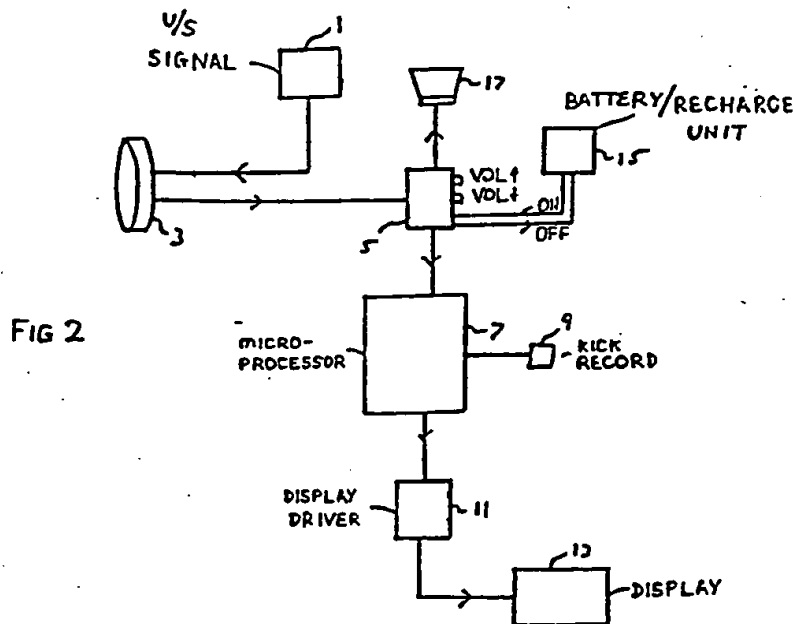 U/S
SIGNAL
1
17
BATTERY/RECHARGE
UNIT
15
VOL↑
VOL↓
ON
OFF
3
5
FIG 2
MICRO-
PROCESSOR
7
9
KICK
RECORD
DISPLAY
DRIVER
11
13
DISPLAY